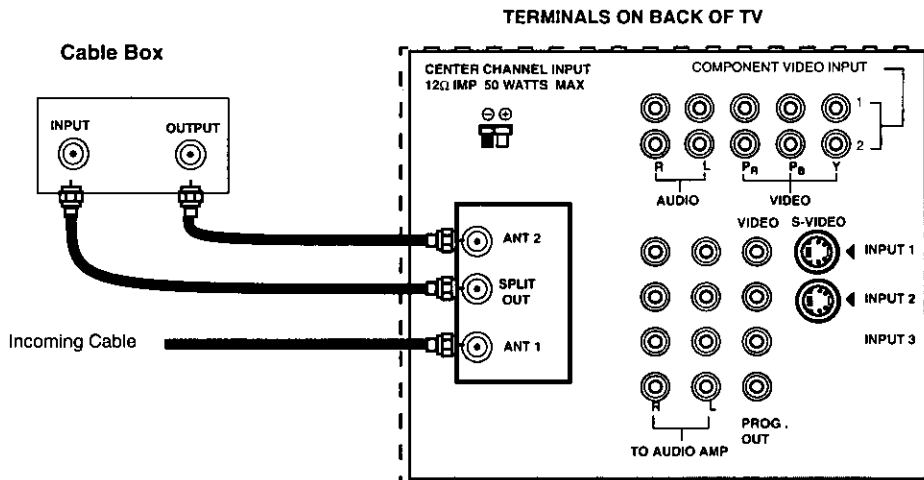 TERMINALS ON BACK OF TV
Cable Box
INPUT
OUTPUT
CENTER CHANNEL INPUT
12Ω IMP 50 WATTS MAX
⊖ ⊕
COMPONENT VIDEO INPUT
1
2
R L PR PB Y
AUDIO
VIDEO
ANT 2
SPLIT
OUT
ANT 1
Incoming Cable
VIDEO S-VIDEO
INPUT 1
INPUT 2
INPUT 3
R L
TO AUDIO AMP
PROG.
OUT